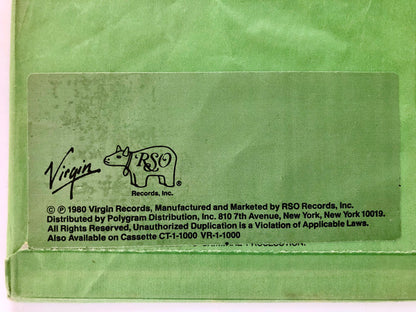 Virgin
RSO
Records, Inc.
®
© ℗ 1980 Virgin Records, Manufactured and Marketed by RSO Records, Inc.
Distributed by Polygram Distribution, Inc. 810 7th Avenue, New York, New York 10019.
All Rights Reserved, Unauthorized Duplication is a Violation of Applicable Laws.
Also Available on Cassette CT-1-1000 VR-1-1000
PROSECUTION.